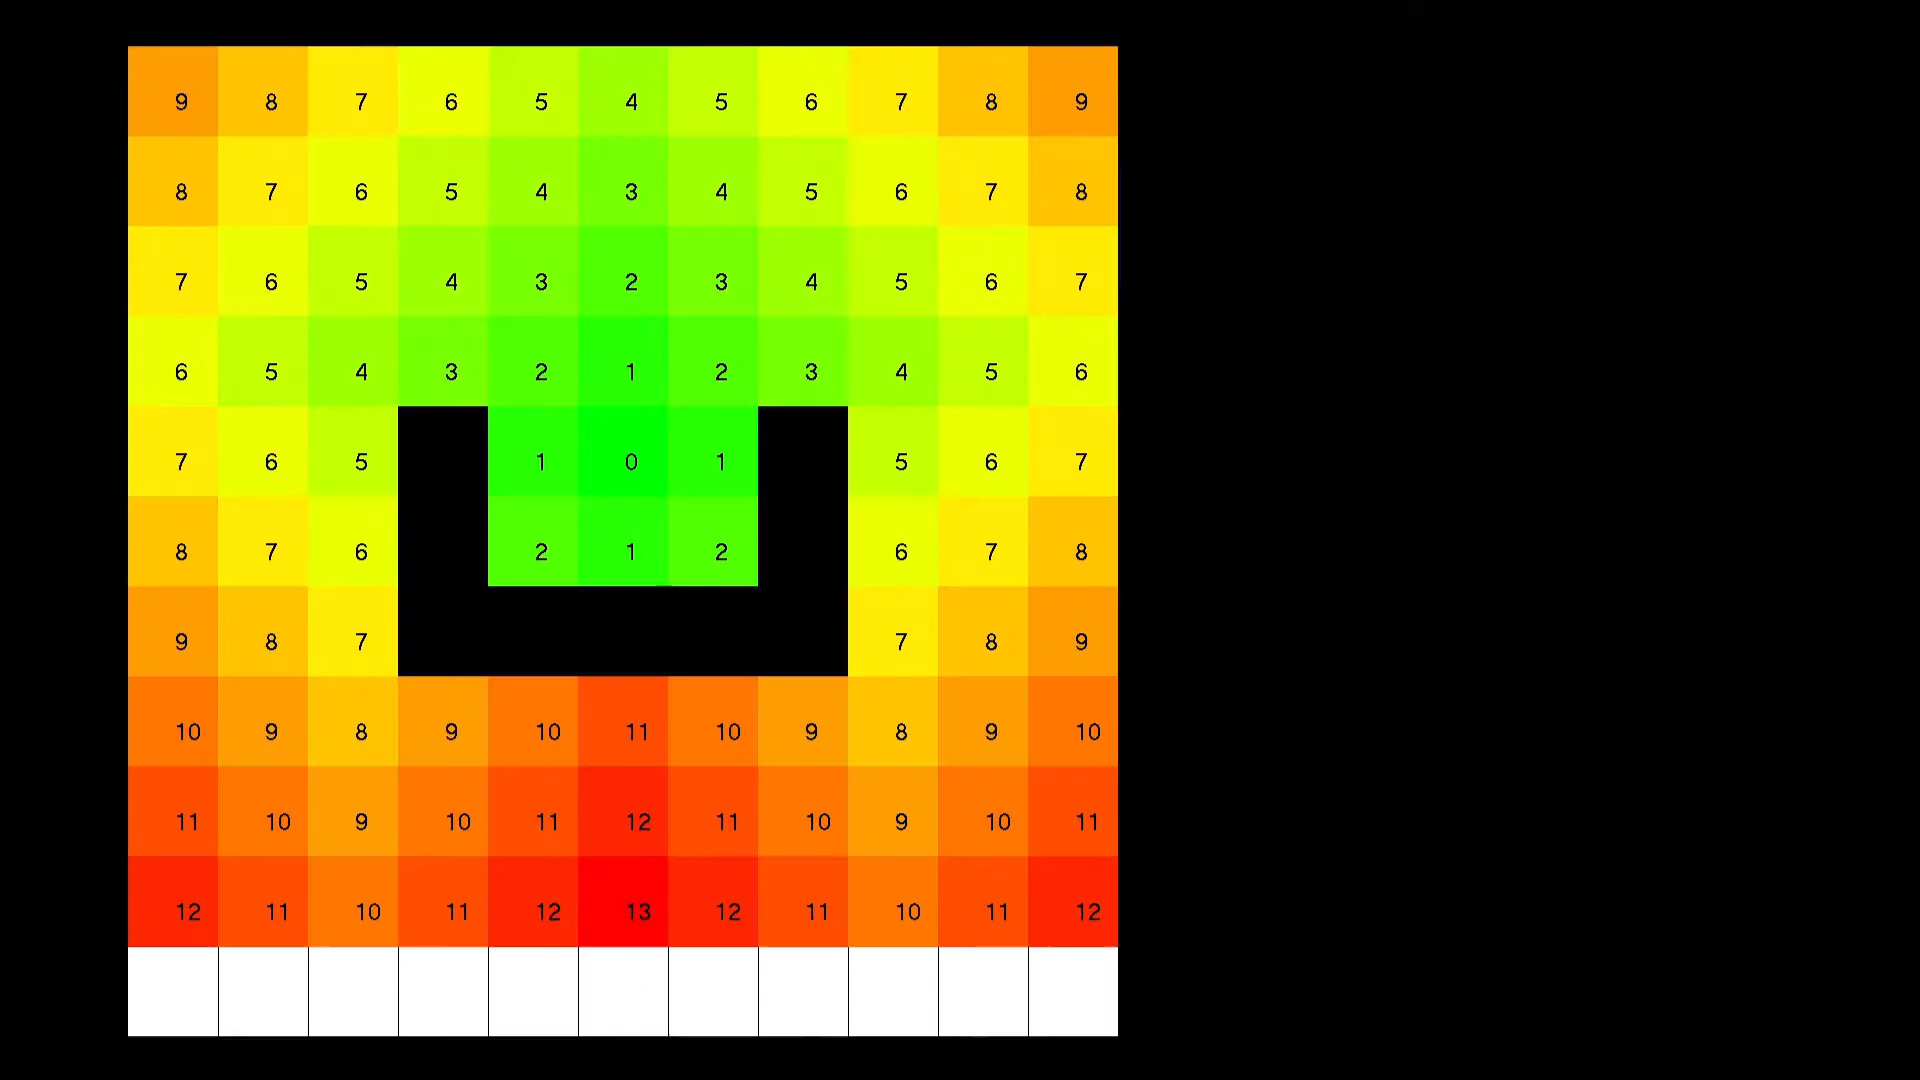 9 8 7 6 5 4 5 6 7 8 9
8 7 6 5 4 3 4 5 6 7 8
7 6 5 4 3 2 3 4 5 6 7
6 5 4 3 2 1 2 3 4 5 6
7 6 5 1 0 1 5 6 7
8 7 6 2 1 2 6 7 8
9 8 7 7 8 9
10 9 8 9 10 11 10 9 8 9 10
11 10 9 10 11 12 11 10 9 10 11
12 11 10 11 12 13 12 11 10 11 12